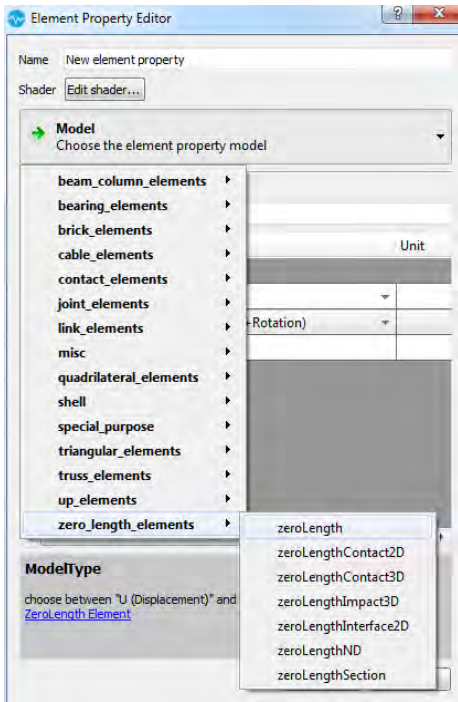 Element Property Editor
Name New element property
Shader Edit shader...
Model
Choose the element property model
beam_column_elements
bearing_elements
brick_elements
cable_elements
Unit
contact_elements
joint_elements
link_elements
+Rotation)
misc
quadrilateral_elements
shell
special_purpose
triangular_elements
truss_elements
up_elements
zero_length_elements
zeroLength
zeroLengthContact2D
zeroLengthContact3D
zeroLengthImpact3D
zeroLengthInterface2D
zeroLengthND
zeroLengthSection
ModelType
choose between "U (Displacement)" and
ZeroLength Element